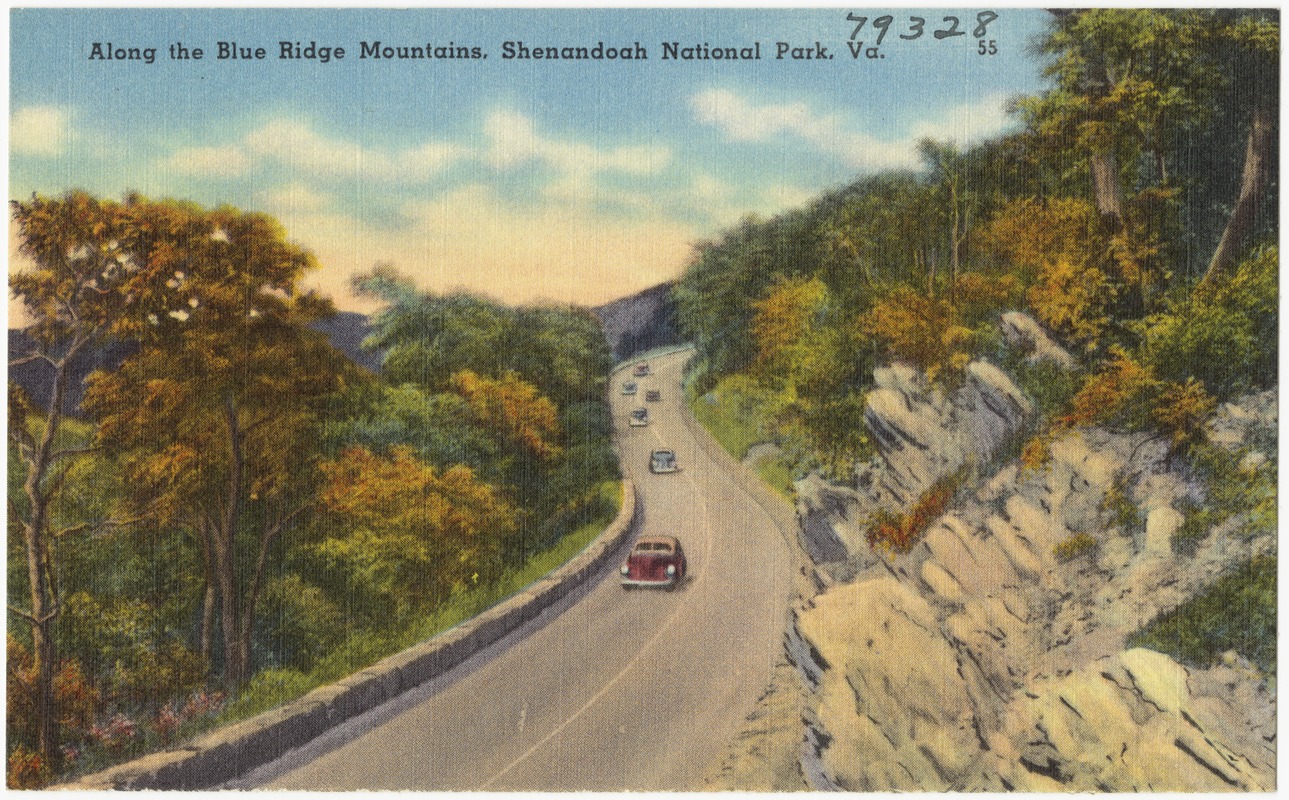 79328
Along the Blue Ridge Mountains, Shenandoah National Park, Va.
55